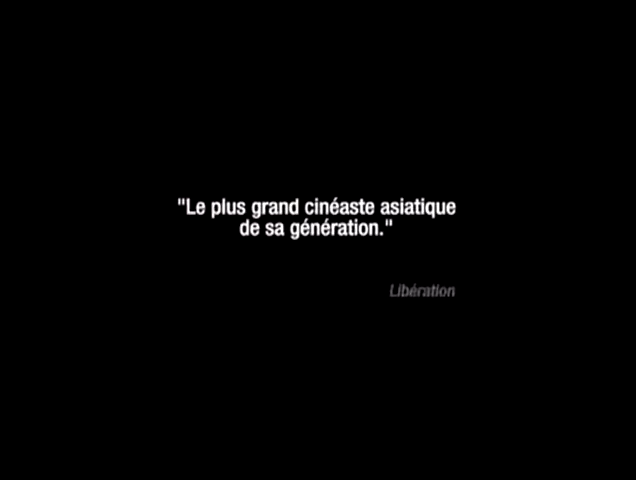 "Le plus grand cinéaste asiatique
de sa génération."
Libération